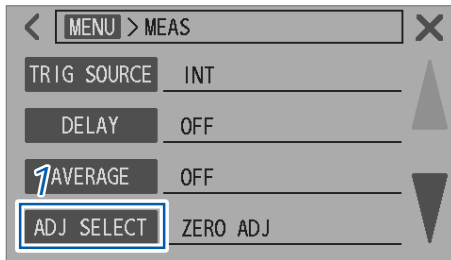 MENU > MEAS
TRIG SOURCE INT
DELAY OFF
1 AVERAGE OFF
ADJ SELECT ZERO ADJ